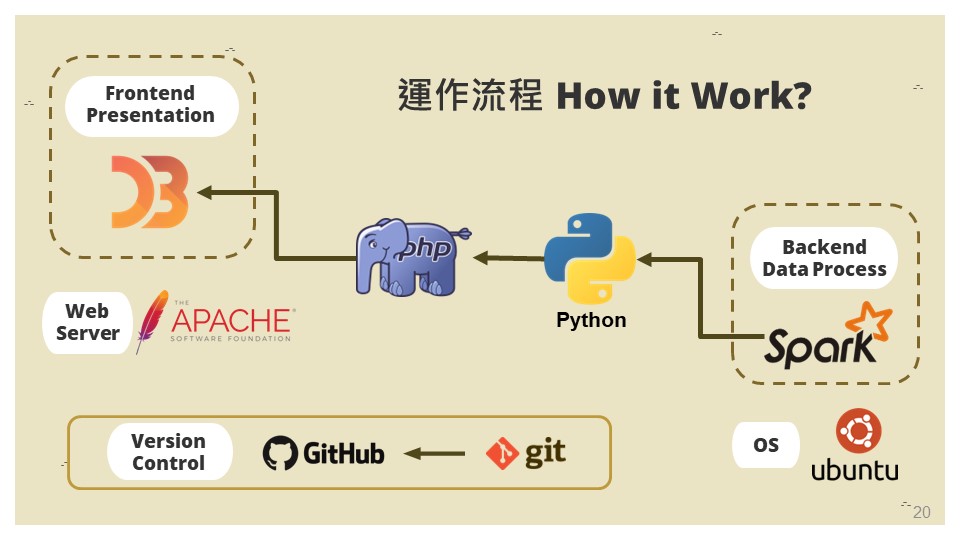 運作流程 How it Work?
Frontend
Presentation
D3
php
Python
Backend
Data Process
Spark
Web
Server
THE
APACHE®
SOFTWARE FOUNDATION
Version
Control
GitHub
git
OS
ubuntu
20